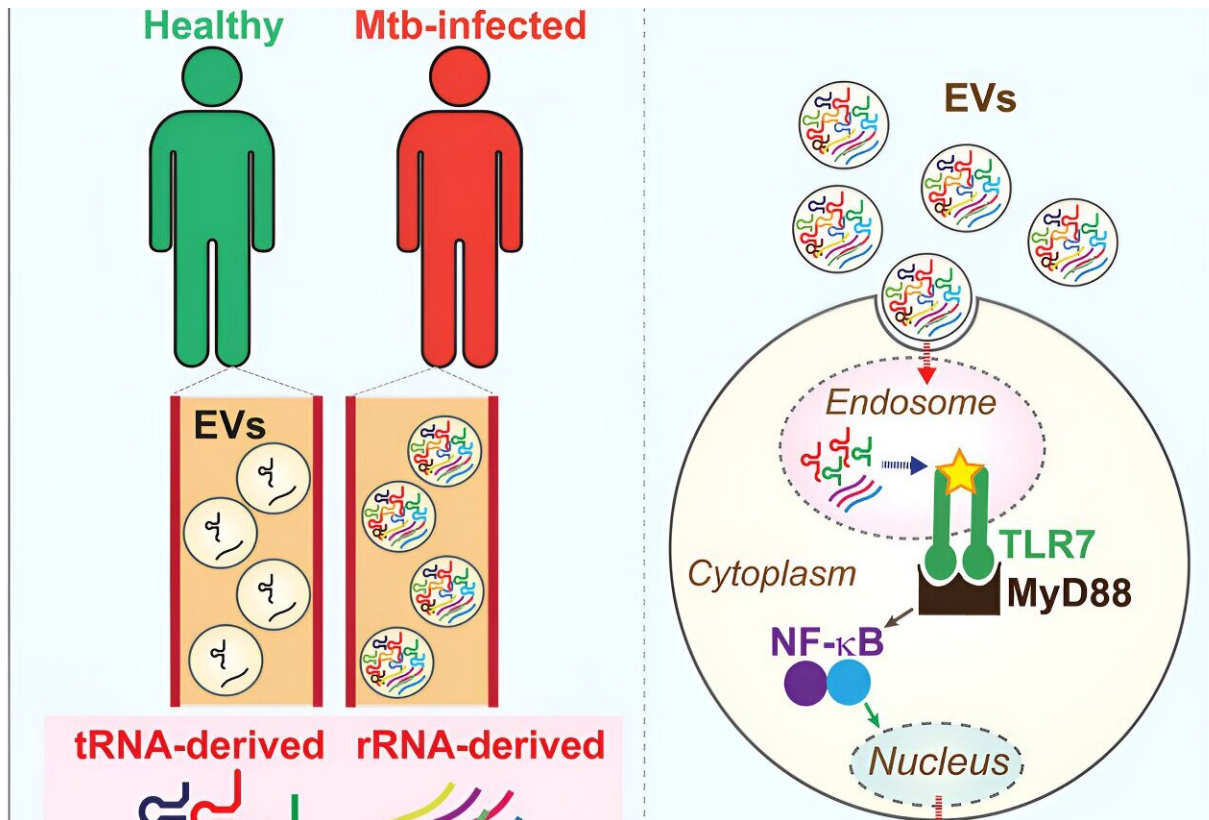 Healthy
Mtb-infected
EVs
tRNA-derived
rRNA-derived
EVs
Endosome
TLR7
Cytoplasm
MyD88
NF-κB
Nucleus